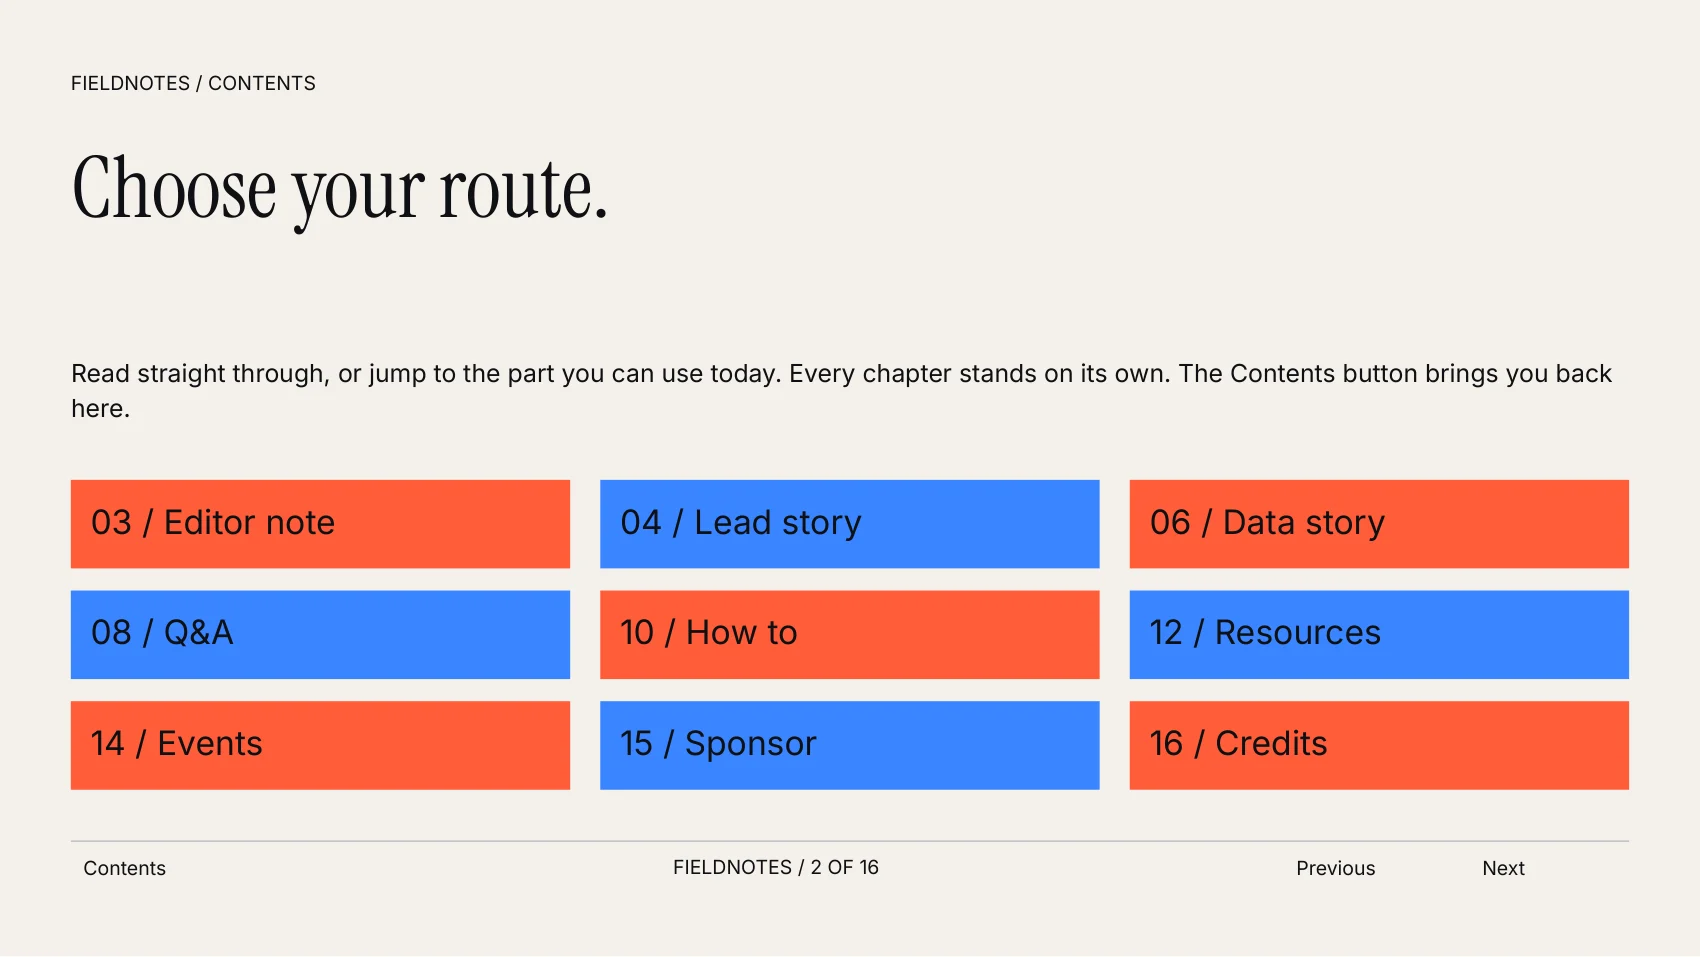 FIELDNOTES / CONTENTS
Choose your route.
Read straight through, or jump to the part you can use today. Every chapter stands on its own. The Contents button brings you back
here.
03 / Editor note
04 / Lead story
06 / Data story
08 / Q&A
10 / How to
12 / Resources
14 / Events
15 / Sponsor
16 / Credits
Contents
FIELDNOTES / 2 OF 16
Previous
Next